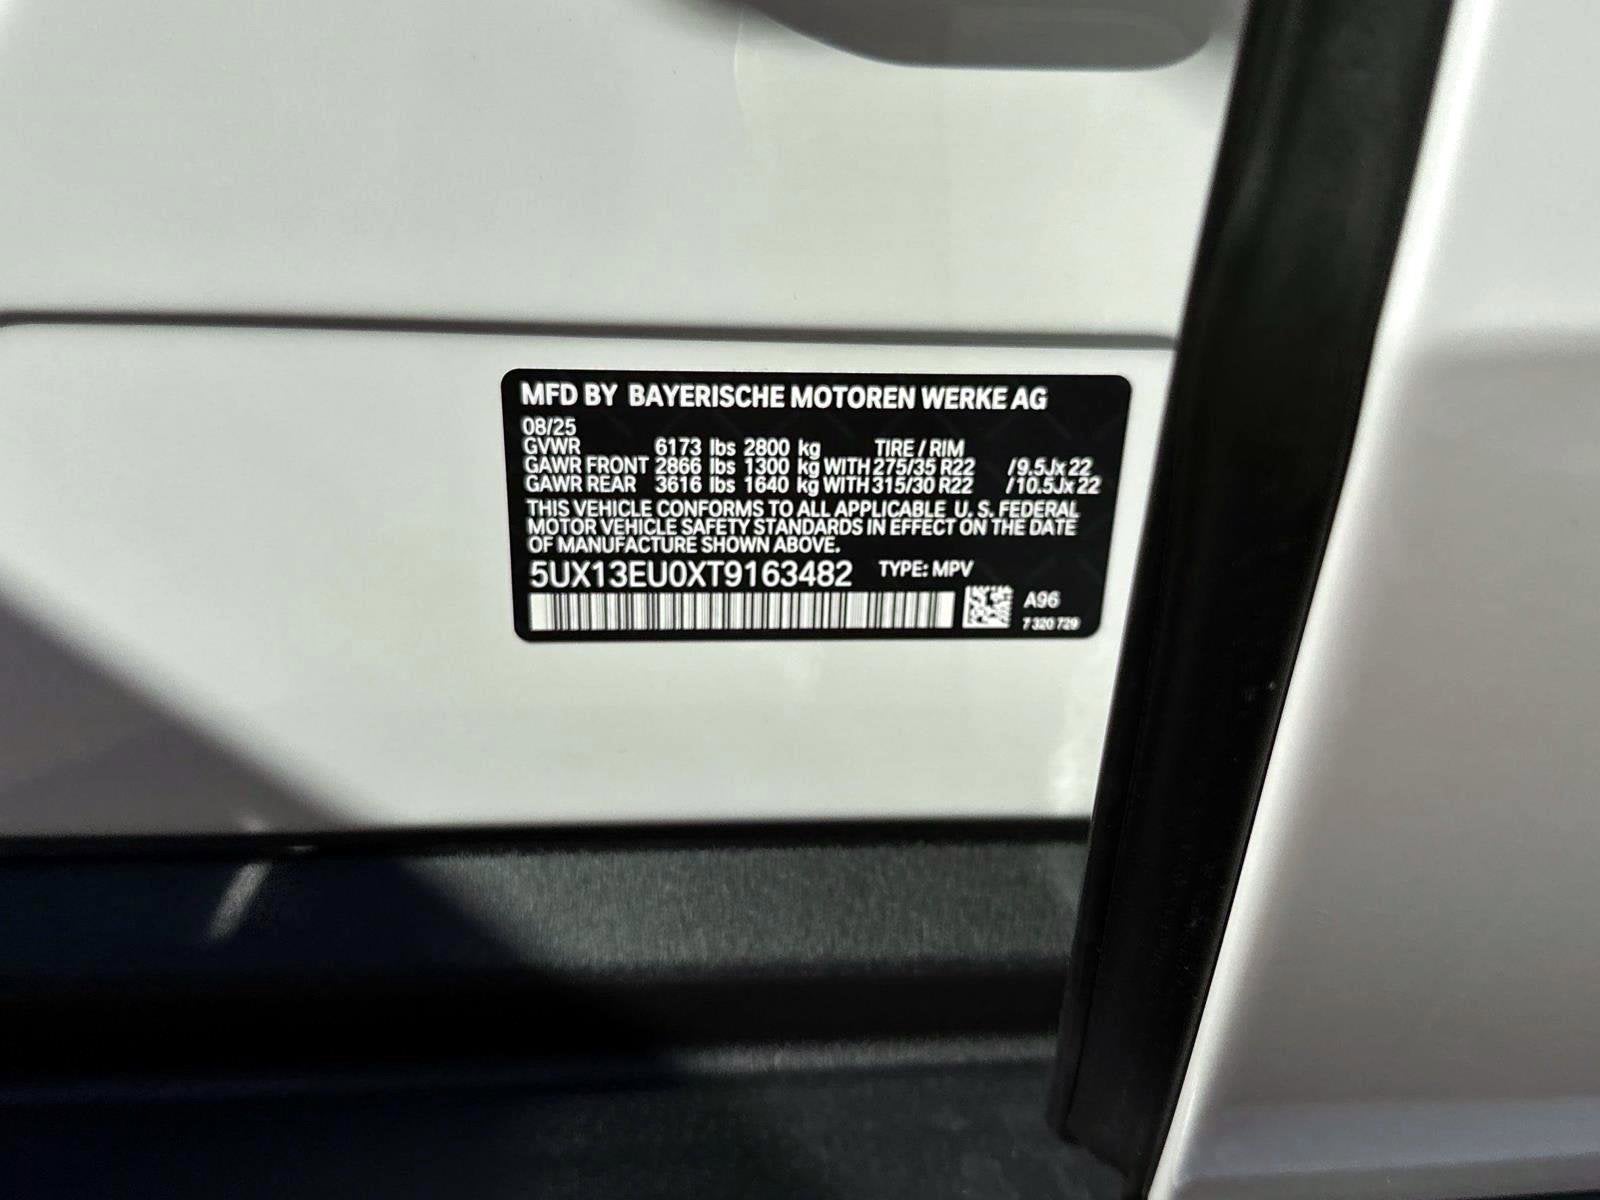 MFD BY BAYERISCHE MOTOREN WERKE AG
08/25
GVWR 6173 lbs 2800 kg TIRE / RIM
GAWR FRONT 2866 lbs 1300 kg WITH 275/35 R22 /9.5Jx22
GAWR REAR 3616 lbs 1640 kg WITH 315/30 R22 /10.5Jx22
THIS VEHICLE CONFORMS TO ALL APPLICABLE U. S. FEDERAL
MOTOR VEHICLE SAFETY STANDARDS IN EFFECT ON THE DATE
OF MANUFACTURE SHOWN ABOVE.
5UX13EU0XT9163482 TYPE: MPV
A96
7 320 729